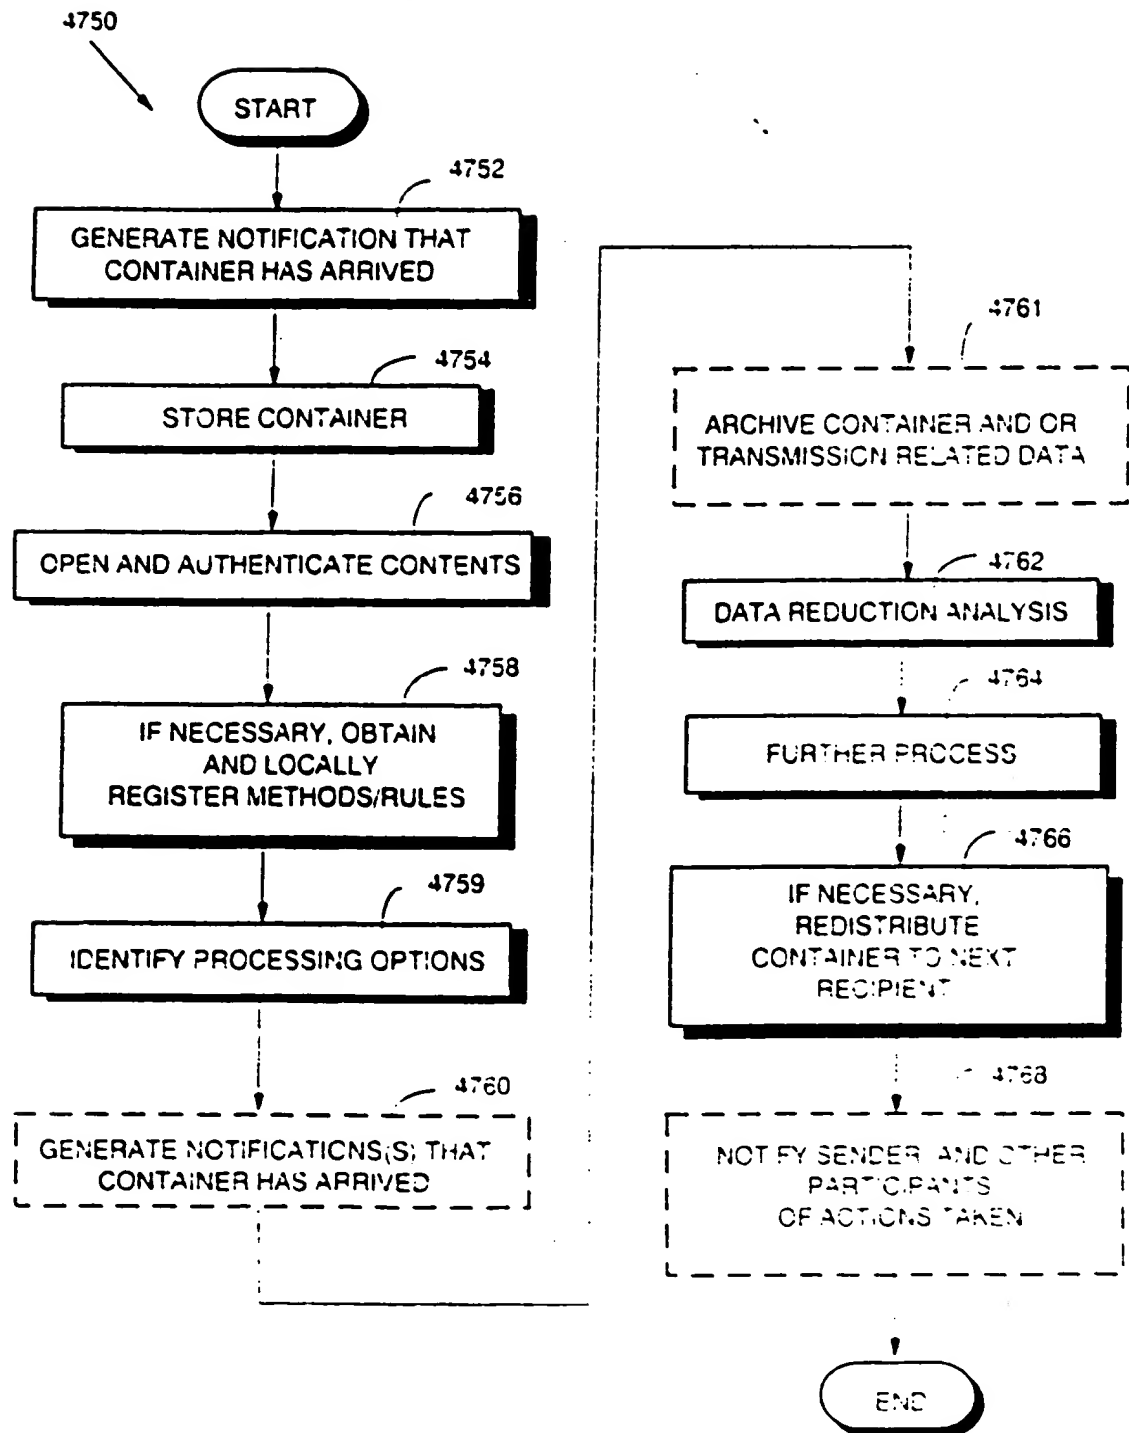 4750
START
4752
GENERATE NOTIFICATION THAT
CONTAINER HAS ARRIVED
4754
STORE CONTAINER
4756
OPEN AND AUTHENTICATE CONTENTS
4758
IF NECESSARY, OBTAIN
AND LOCALLY
REGISTER METHODS/RULES
4759
IDENTIFY PROCESSING OPTIONS
4760
GENERATE NOTIFICATIONS(S) THAT
CONTAINER HAS ARRIVED
4761
ARCHIVE CONTAINER AND OR
TRANSMISSION RELATED DATA
4762
DATA REDUCTION ANALYSIS
4764
FURTHER PROCESS
4766
IF NECESSARY,
REDISTRIBUTE
CONTAINER TO NEXT
RECIPIENT
4768
NOTIFY SENDER AND OTHER
PARTICIPANTS
OF ACTIONS TAKEN
END